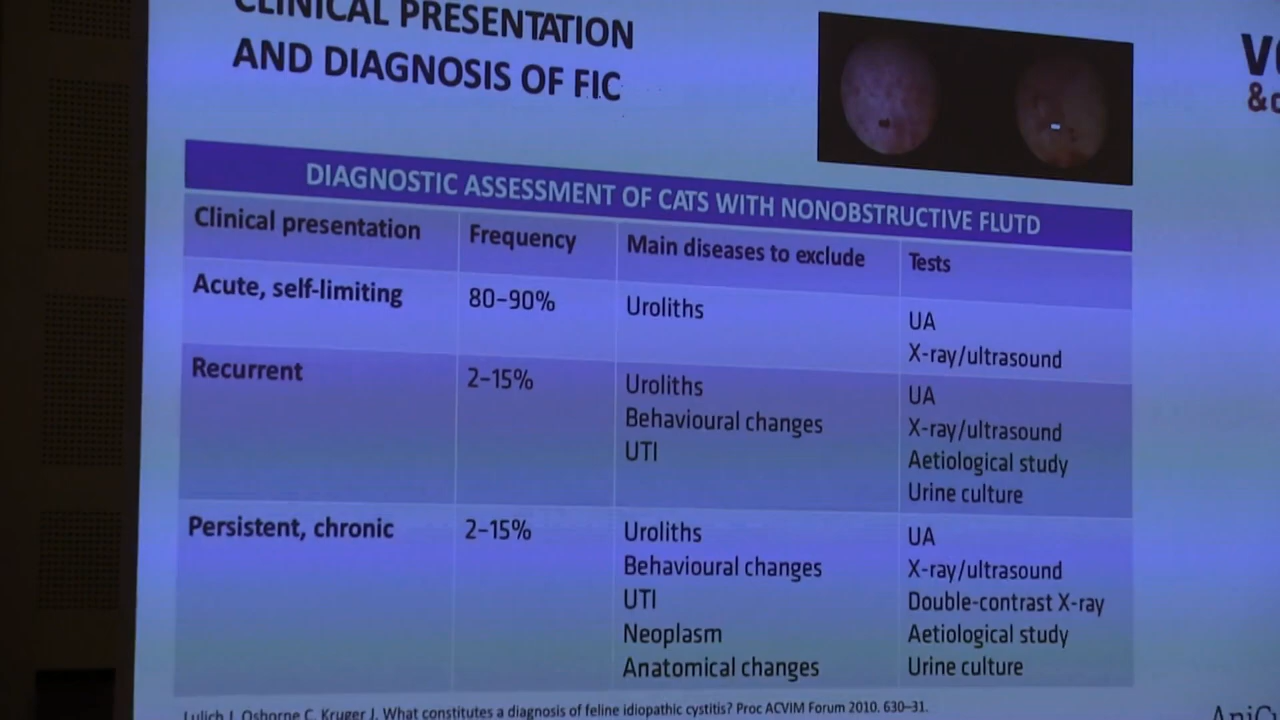 CLINICAL PRESENTATION
AND DIAGNOSIS OF FIC
DIAGNOSTIC ASSESSMENT OF CATS WITH NONOBSTRUCTIVE FLUTD
Clinical presentation Frequency Main diseases to exclude Tests
Acute, self-limiting 80–90% Uroliths UA
X-ray/ultrasound
Recurrent 2–15% Uroliths UA
Behavioural changes X-ray/ultrasound
UTI Aetiological study
Urine culture
Persistent, chronic 2–15% Uroliths UA
Behavioural changes X-ray/ultrasound
UTI Double-contrast X-ray
Neoplasm Aetiological study
Anatomical changes Urine culture
Lulich J, Osborne C, Kruger J. What constitutes a diagnosis of feline idiopathic cystitis? Proc ACVIM Forum 2010. 630–31.